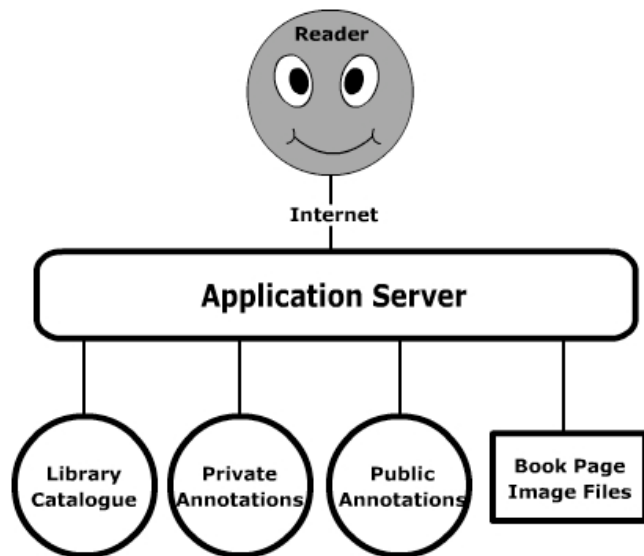 Reader
Internet
Application Server
Library
Catalogue
Private
Annotations
Public
Annotations
Book Page
Image Files